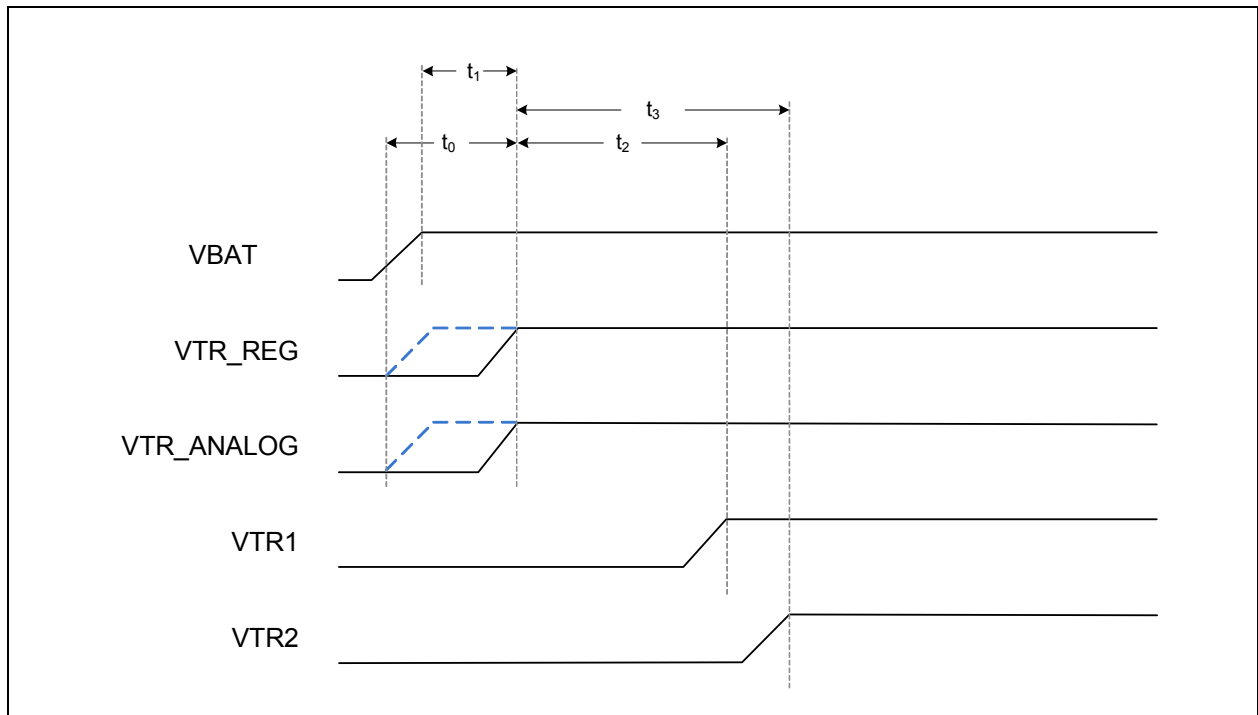 t₁
t₃
t₀
t₂
VBAT
VTR_REG
VTR_ANALOG
VTR1
VTR2